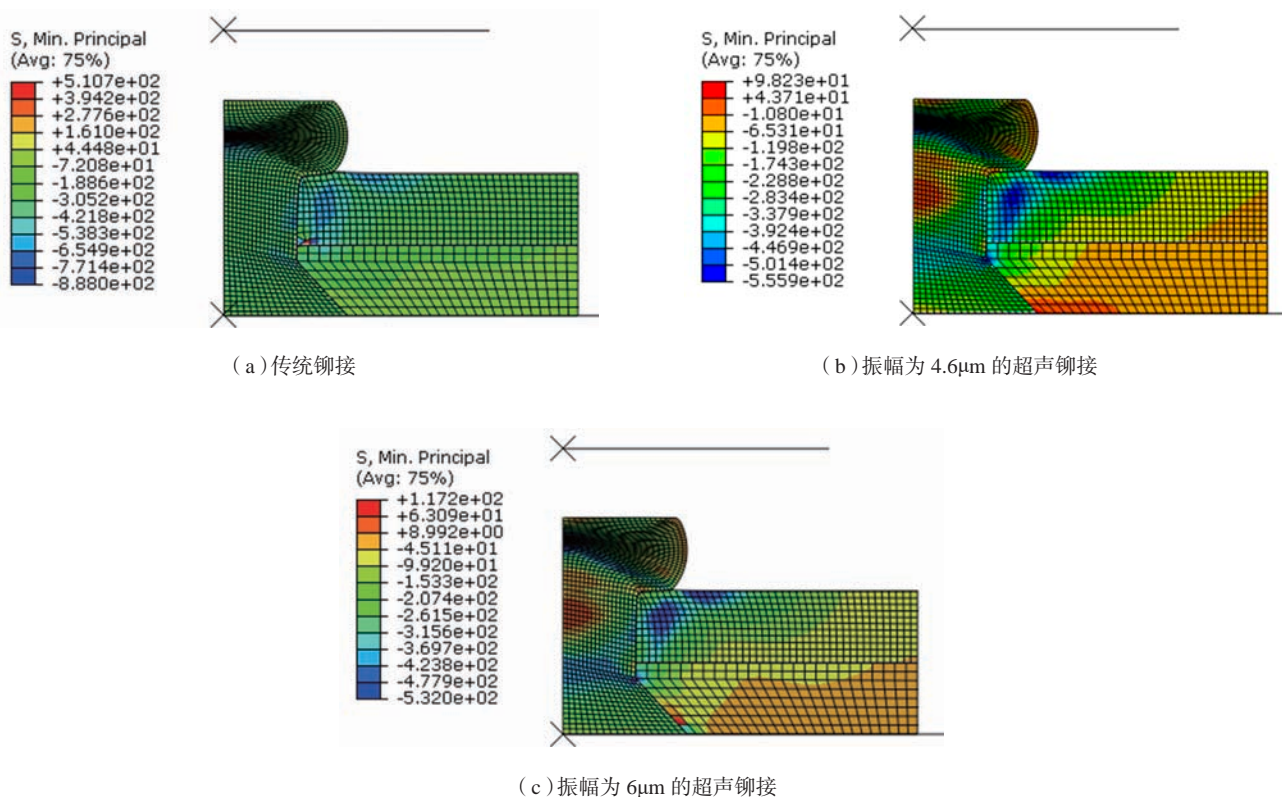 S, Min. Principal
(Avg: 75%)
+5.107e+02
+3.942e+02
+2.776e+02
+1.610e+02
+4.448e+01
-7.208e+01
-1.886e+02
-3.052e+02
-4.218e+02
-5.383e+02
-6.549e+02
-7.714e+02
-8.880e+02
(a)传统铆接
S, Min. Principal
(Avg: 75%)
+9.823e+01
+4.371e+01
-1.080e+01
-6.531e+01
-1.198e+02
-1.743e+02
-2.288e+02
-2.834e+02
-3.379e+02
-3.924e+02
-4.469e+02
-5.014e+02
-5.559e+02
(b)振幅为 4.6μm 的超声铆接
S, Min. Principal
(Avg: 75%)
+1.172e+02
+6.309e+01
+8.992e+00
-4.511e+01
-9.920e+01
-1.533e+02
-2.074e+02
-2.615e+02
-3.156e+02
-3.697e+02
-4.238e+02
-4.779e+02
-5.320e+02
(c)振幅为 6μm 的超声铆接